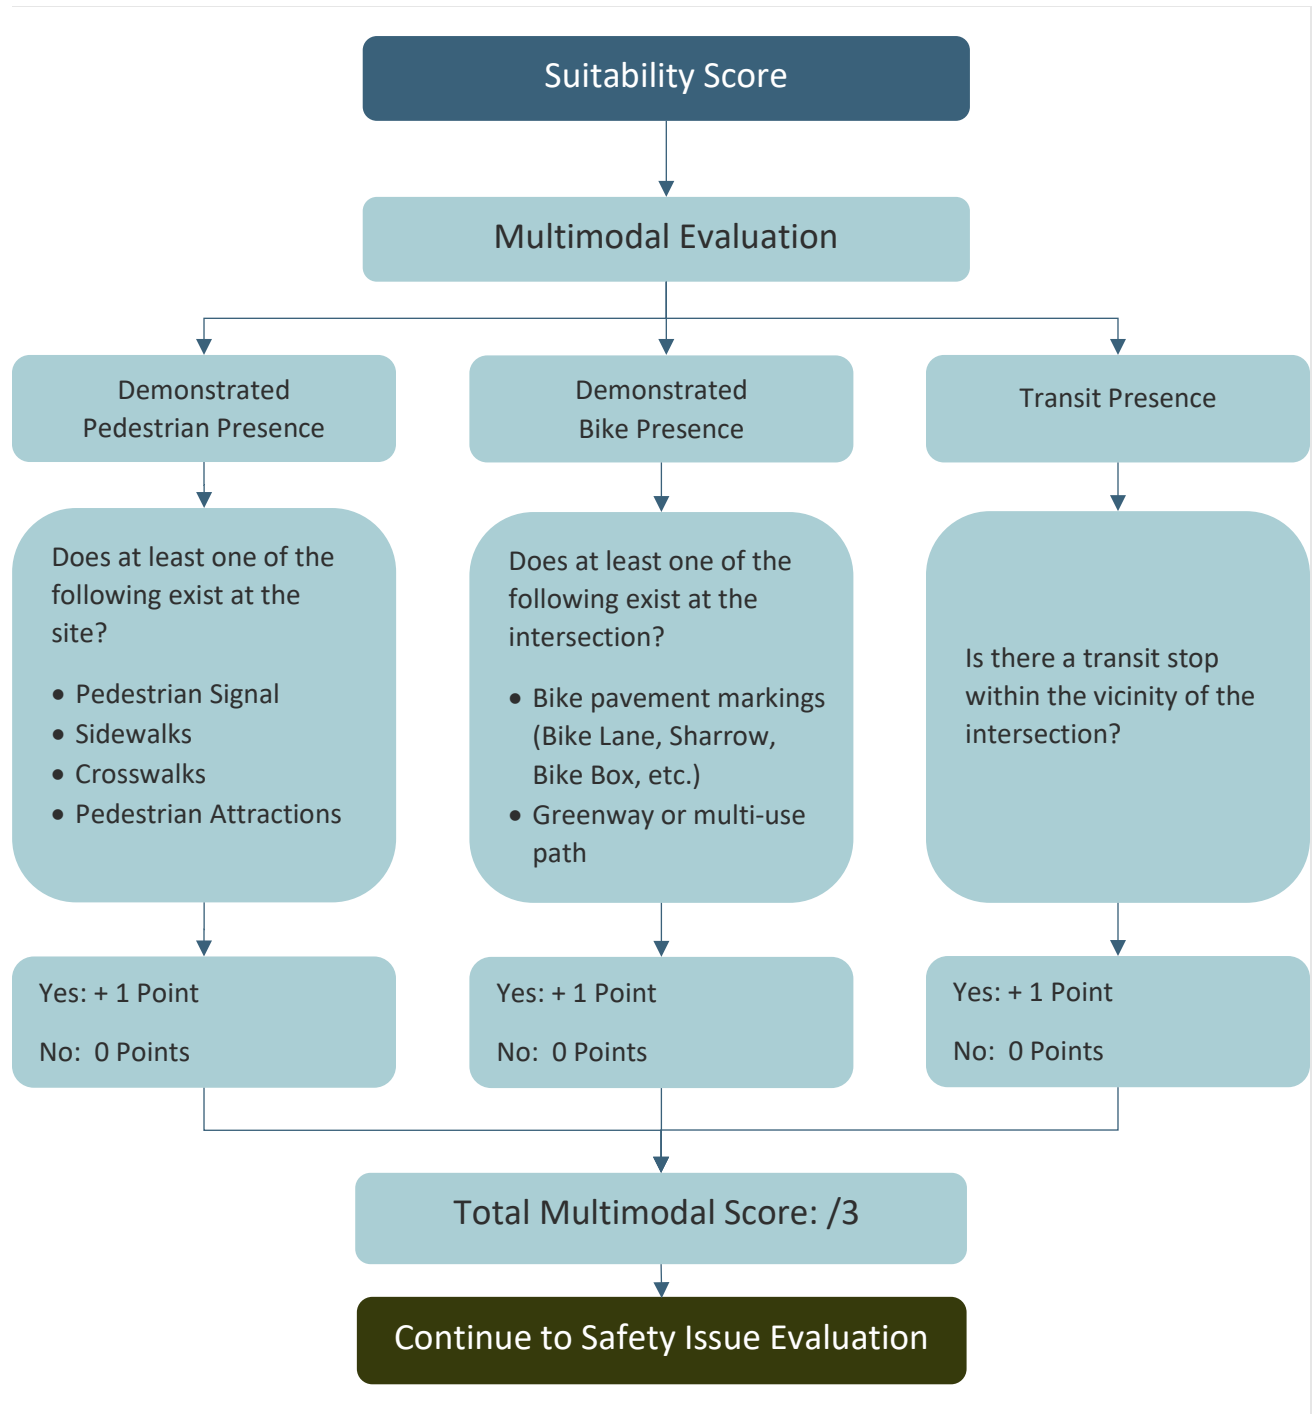 Suitability Score
Multimodal Evaluation
Demonstrated
Pedestrian Presence
Demonstrated
Bike Presence
Transit Presence
Does at least one of the
following exist at the
site?
• Pedestrian Signal
• Sidewalks
• Crosswalks
• Pedestrian Attractions
Does at least one of the
following exist at the
intersection?
• Bike pavement markings
(Bike Lane, Sharrow,
Bike Box, etc.)
• Greenway or multi-use
path
Is there a transit stop
within the vicinity of the
intersection?
Yes: + 1 Point
No:  0 Points
Yes: + 1 Point
No:  0 Points
Yes: + 1 Point
No:  0 Points
Total Multimodal Score: /3
Continue to Safety Issue Evaluation